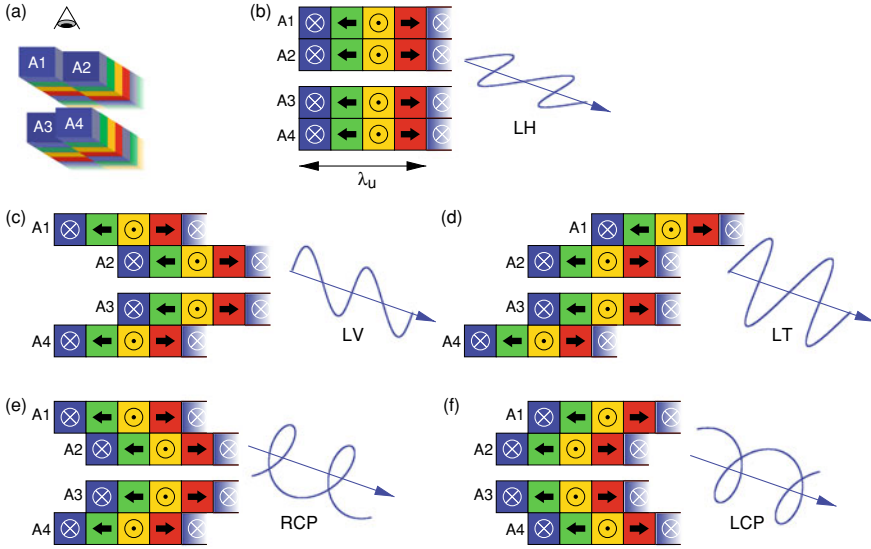 (a)
A1 A2
A3 A4
(b)
A1
A2
A3
A4
λu
LH
(c)
A1
A2
A3
A4
LV
(d)
A1
A2
A3
A4
LT
(e)
A1
A2
A3
A4
RCP
(f)
A1
A2
A3
A4
LCP